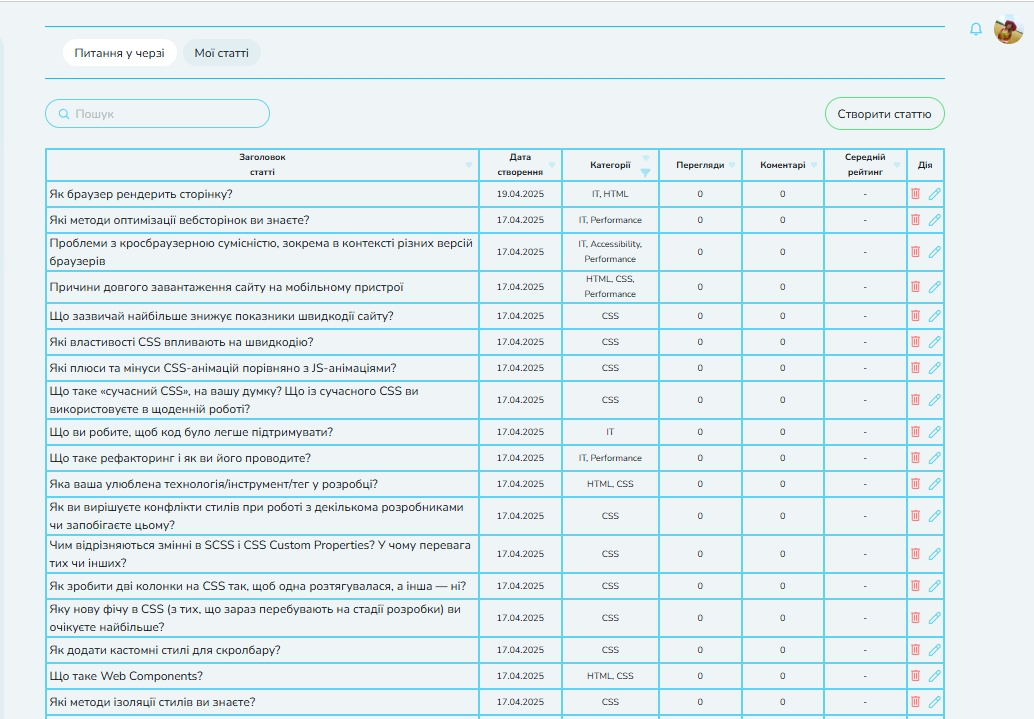 Питання у черзі Мої статті
Пошук Створити статтю
Заголовок статті Дата створення Категорії Перегляди Коментарі Середній рейтинг Дія
Як браузер рендерить сторінку? 19.04.2025 IT, HTML 0 0 -
Які методи оптимізації вебсторінок ви знаєте? 17.04.2025 IT, Performance 0 0 -
Проблеми з кросбраузерною сумісністю, зокрема в контексті різних версій
браузерів 17.04.2025 IT, Accessibility, Performance 0 0 -
Причини довгого завантаження сайту на мобільному пристрої 17.04.2025 HTML, CSS, Performance 0 0 -
Що зазвичай найбільше знижує показники швидкодії сайту? 17.04.2025 CSS 0 0 -
Які властивості CSS впливають на швидкодію? 17.04.2025 CSS 0 0 -
Які плюси та мінуси CSS-анімацій порівняно з JS-анімаціями? 17.04.2025 CSS 0 0 -
Що таке «сучасний CSS», на вашу думку? Що із сучасного CSS ви
використовуєте в щоденній роботі? 17.04.2025 CSS 0 0 -
Що ви робите, щоб код було легше підтримувати? 17.04.2025 IT 0 0 -
Що таке рефакторинг і як ви його проводите? 17.04.2025 IT, Performance 0 0 -
Яка ваша улюблена технологія/інструмент/тег у розробці? 17.04.2025 HTML, CSS 0 0 -
Як ви вирішуєте конфлікти стилів при роботі з декількома розробниками
чи запобігаєте цьому? 17.04.2025 CSS 0 0 -
Чим відрізняються змінні в SCSS і CSS Custom Properties? У чому перевага
тих чи інших? 17.04.2025 CSS 0 0 -
Як зробити дві колонки на CSS так, щоб одна розтягувалася, а інша — ні? 17.04.2025 CSS 0 0 -
Яку нову фічу в CSS (з тих, що зараз перебувають на стадії розробки) ви
очікуєте найбільше? 17.04.2025 CSS 0 0 -
Як додати кастомні стилі для скролбару? 17.04.2025 CSS 0 0 -
Що таке Web Components? 17.04.2025 HTML, CSS 0 0 -
Які методи ізоляції стилів ви знаєте? 17.04.2025 CSS 0 0 -